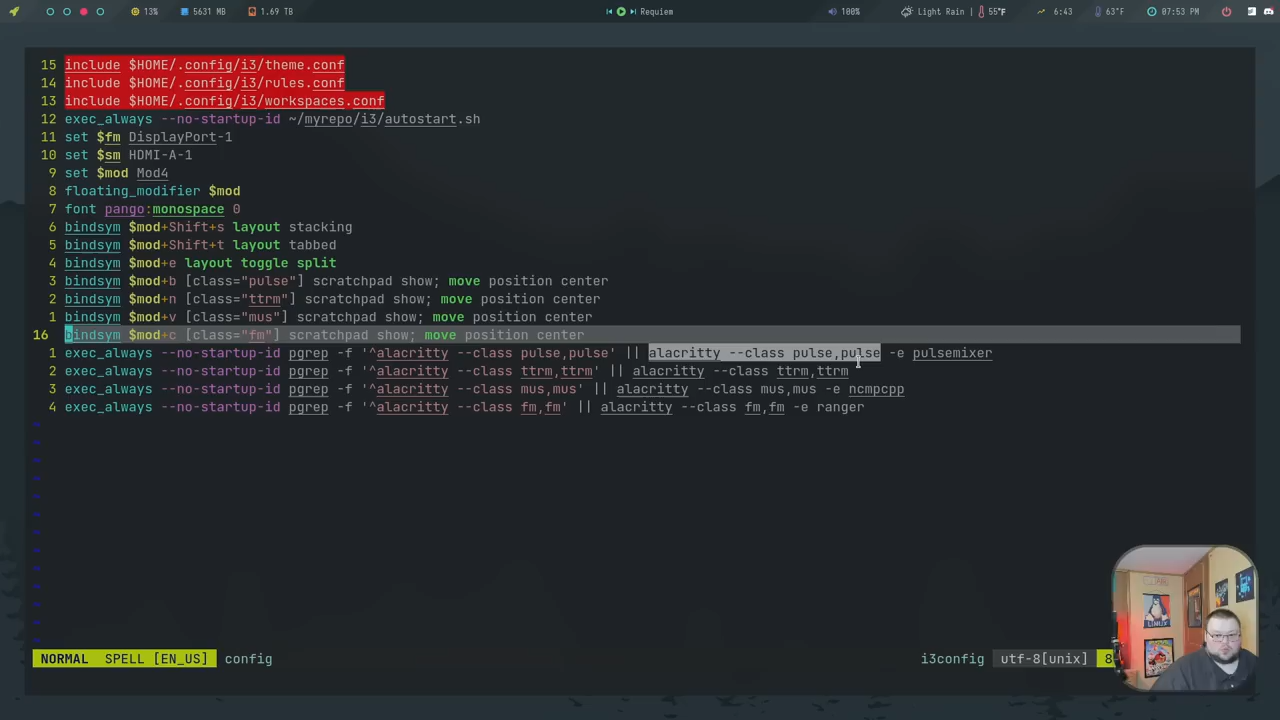 13% 5631 MB 1.69 TB Requiem 100% Light Rain 55°F 6:43 63°F 07:53 PM
15 include $HOME/.config/i3/theme.conf
14 include $HOME/.config/i3/rules.conf
13 include $HOME/.config/i3/workspaces.conf
12 exec_always --no-startup-id ~/myrepo/i3/autostart.sh
11 set $fm DisplayPort-1
10 set $sm HDMI-A-1
9 set $mod Mod4
8 floating_modifier $mod
7 font pango:monospace 0
6 bindsym $mod+Shift+s layout stacking
5 bindsym $mod+Shift+t layout tabbed
4 bindsym $mod+e layout toggle split
3 bindsym $mod+b [class="pulse"] scratchpad show; move position center
2 bindsym $mod+n [class="ttrm"] scratchpad show; move position center
1 bindsym $mod+v [class="mus"] scratchpad show; move position center
16 bindsym $mod+c [class="fm"] scratchpad show; move position center
1 exec_always --no-startup-id pgrep -f '^alacritty --class pulse,pulse' || alacritty --class pulse,pulse -e pulsemixer
2 exec_always --no-startup-id pgrep -f '^alacritty --class ttrm,ttrm' || alacritty --class ttrm,ttrm
3 exec_always --no-startup-id pgrep -f '^alacritty --class mus,mus' || alacritty --class mus,mus -e ncmpcpp
4 exec_always --no-startup-id pgrep -f '^alacritty --class fm,fm' || alacritty --class fm,fm -e ranger
~
~
~
~
~
~
~
~
~
~
~
~
~
NORMAL SPELL [EN_US] config i3config utf-8[unix] 8
LINUX